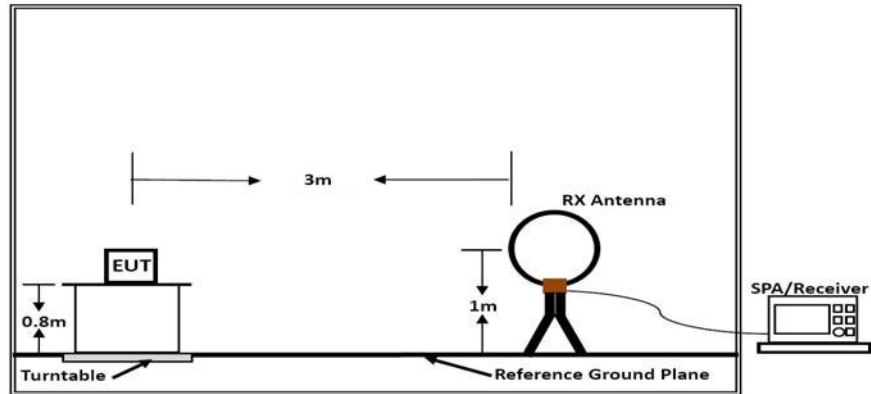 3m
RX Antenna
EUT
SPA/Receiver
0.8m
1m
Turntable
Reference Ground Plane